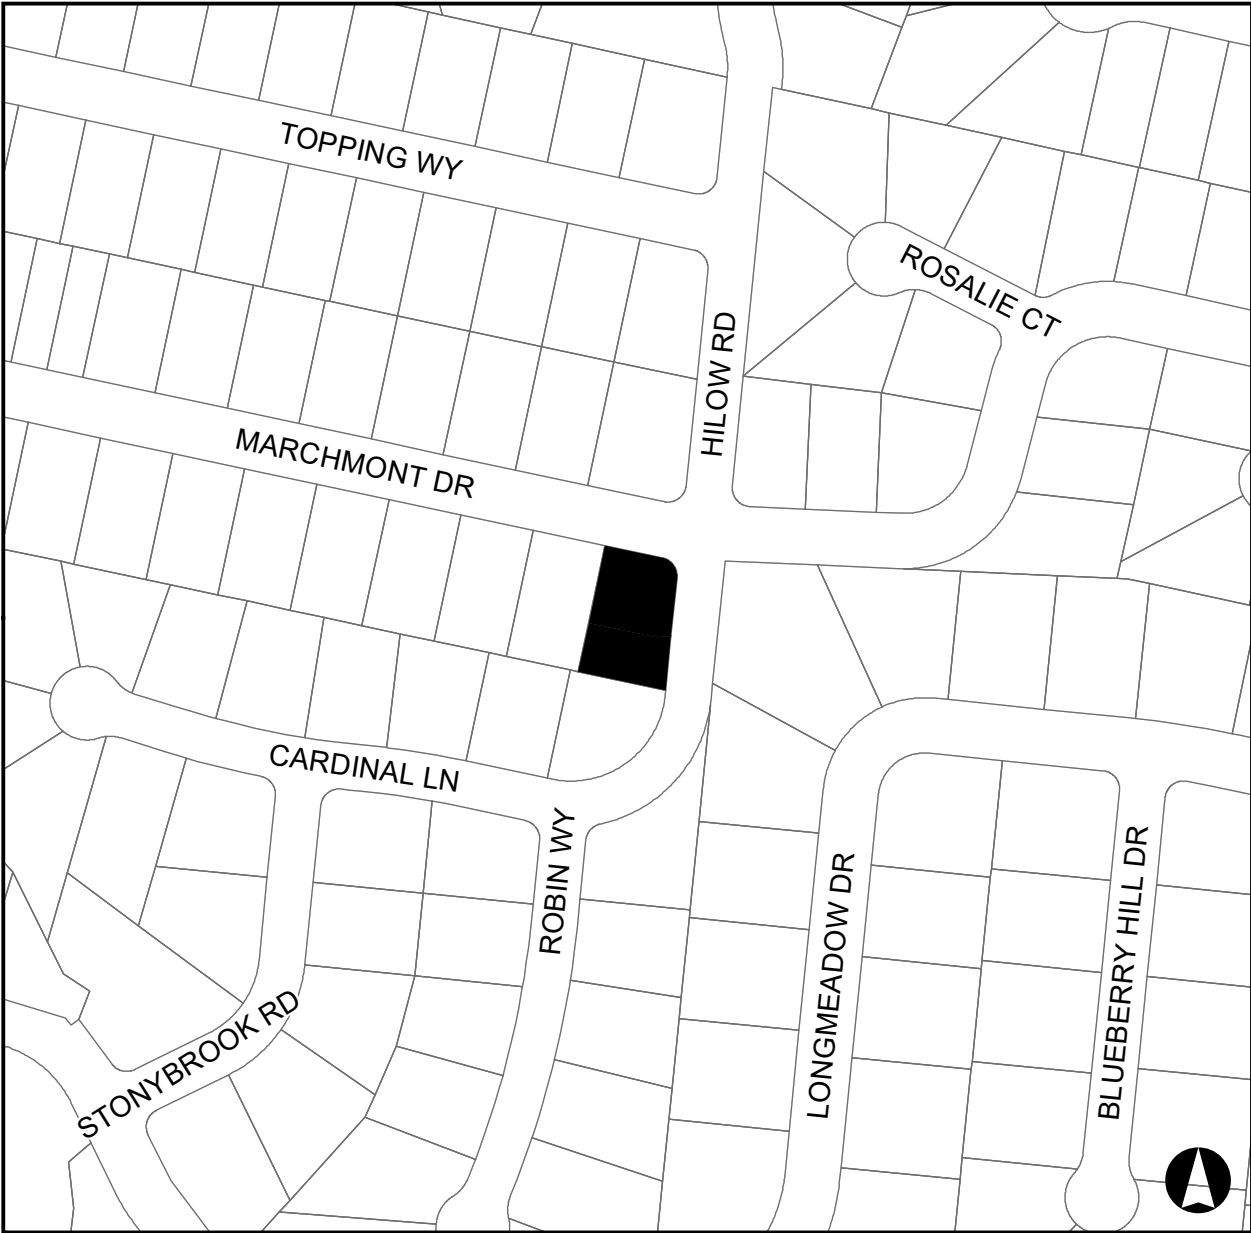 TOPPING WY
ROSALIE CT
HILOW RD
MARCHMONT DR
CARDINAL LN
ROBIN WY
LONGMEADOW DR
BLUEBERRY HILL DR
STONYBROOK RD